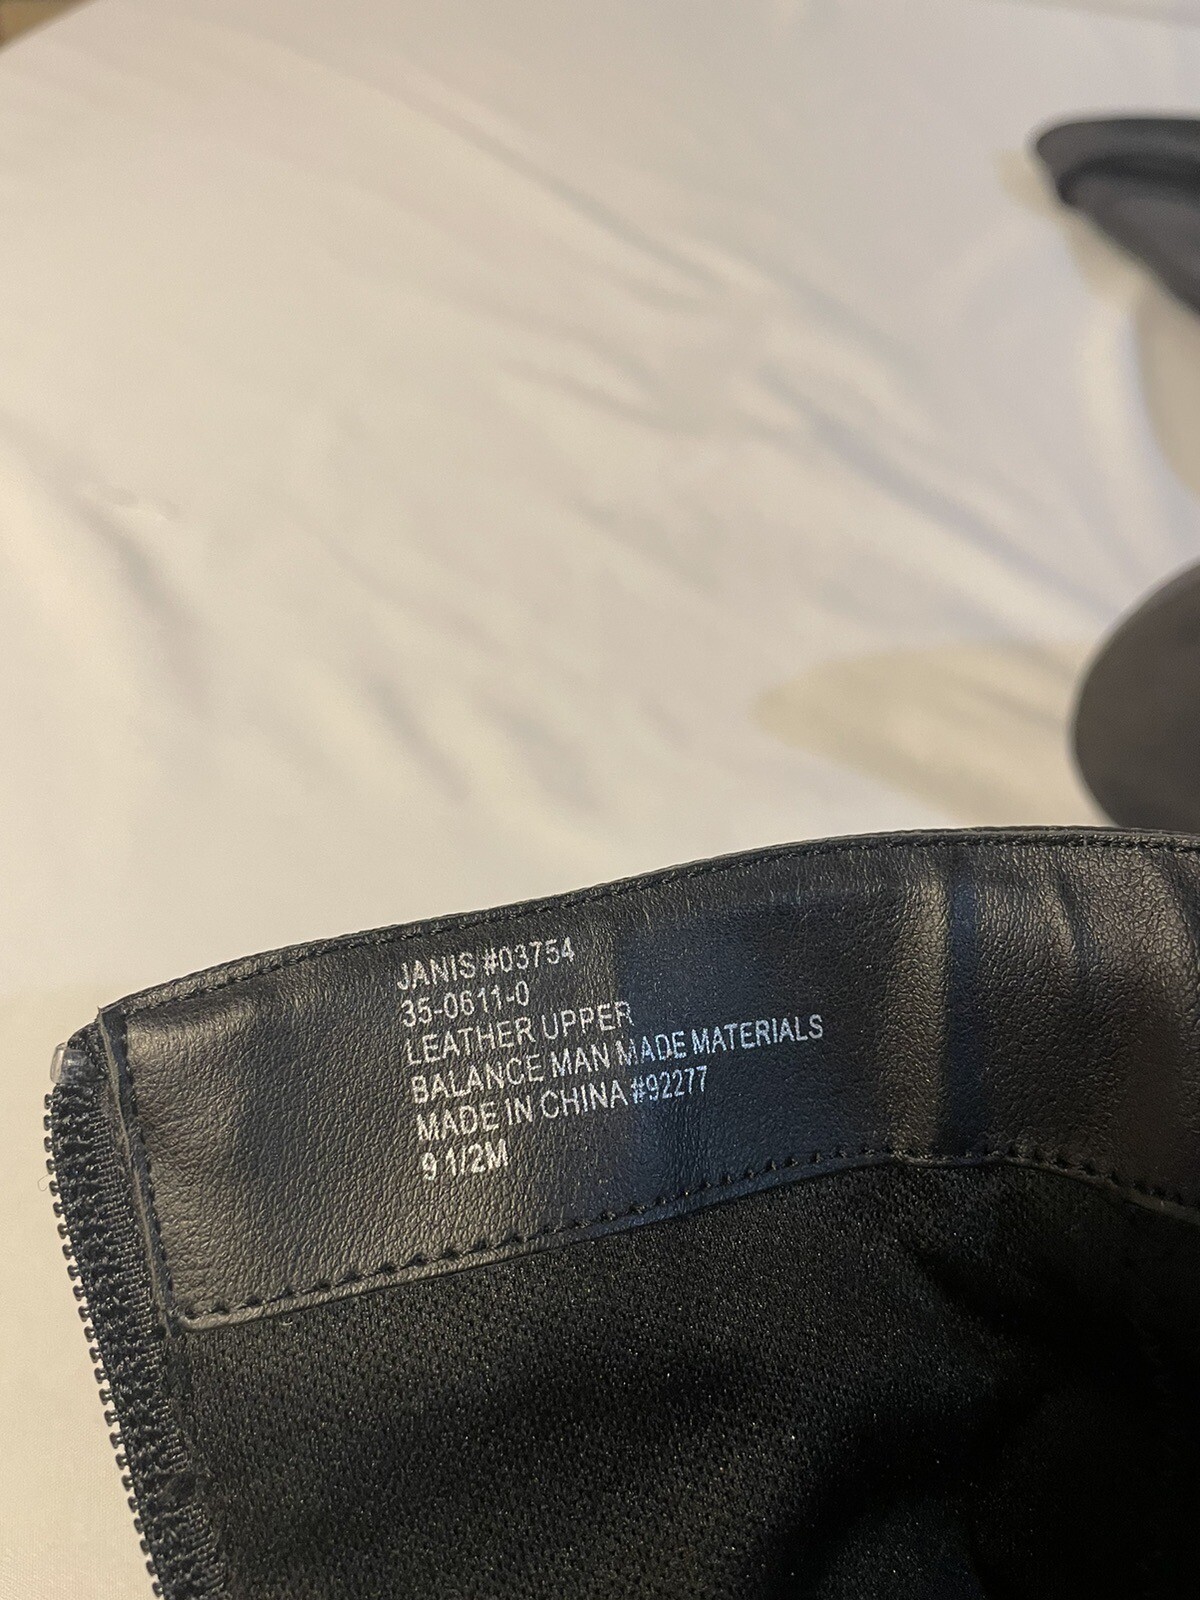 JANIS #03754
35-0611-0
LEATHER UPPER
BALANCE MAN MADE MATERIALS
MADE IN CHINA #92277
9 1/2M